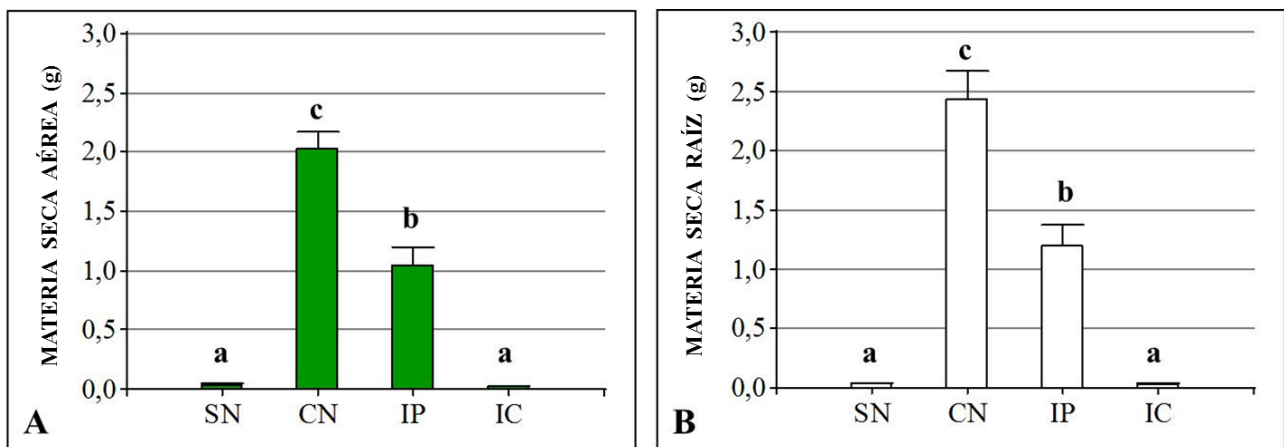 MATERIA SECA AÉREA (g)
3,0
2,5
2,0
1,5
1,0
0,5
0,0
a
c
b
a
SN CN IP IC
A
MATERIA SECA RAÍZ (g)
3,0
2,5
2,0
1,5
1,0
0,5
0,0
a
c
b
a
SN CN IP IC
B